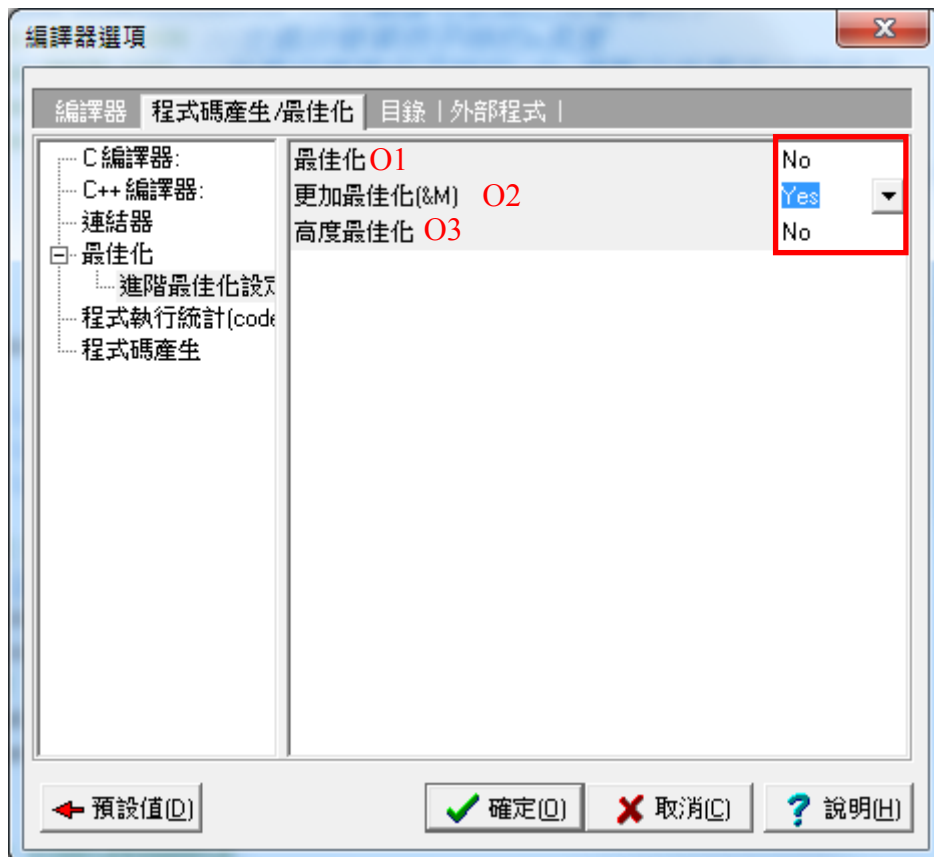 編譯器選項
編譯器 程式碼產生/最佳化 目錄 外部程式
C 編譯器:
C++ 編譯器:
連結器
最佳化
進階最佳化設定
程式執行統計(code
程式碼產生
最佳化 O1 No
更加最佳化(&M) O2 Yes
高度最佳化 O3 No
預設值(D) 確定(O) 取消(C) 說明(H)